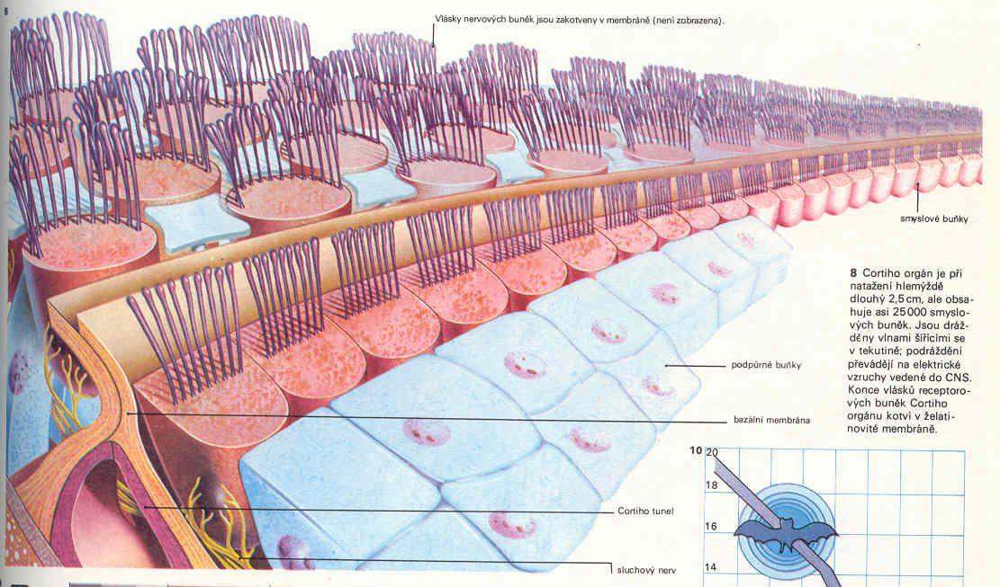 8
Vlásky nervových buněk jsou zakotveny v membráně (není zobrazena).
smyslové buňky
8 Cortiho orgán je při
natažení hlemýždě
dlouhý 2,5 cm, ale obsa-
huje asi 25 000 smyslo-
vých buněk. Jsou dráž-
děny vlnami šířícími se
v tekutině; podráždění
převádějí na elektrické
vzruchy vedené do CNS.
Konce vlásků receptoro-
vých buněk Cortiho
orgánu kotví v želati-
novité membráně.
podpůrné buňky
bazální membrána
Cortiho tunel
sluchový nerv
10 20
18
16
14